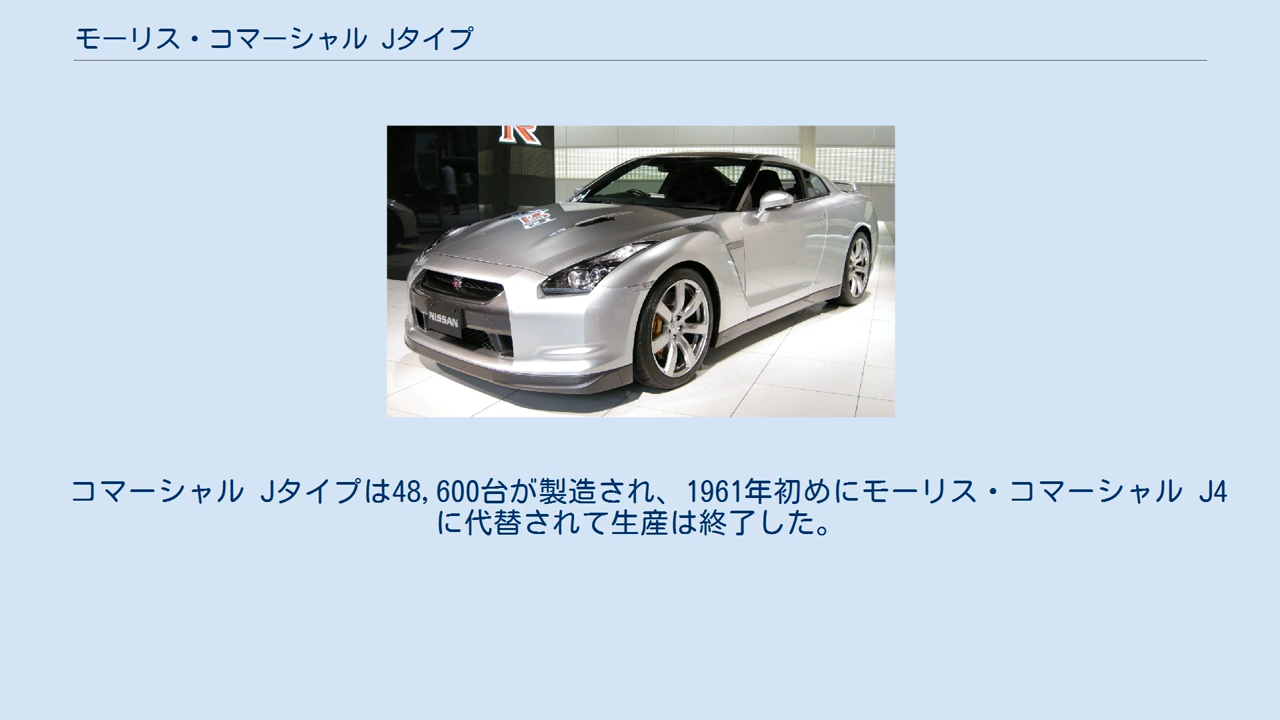 モーリス・コマーシャル Jタイプ
R
NISSAN
コマーシャル Jタイプは48,600台が製造され、1961年初めにモーリス・コマーシャル J4
に代替されて生産は終了した。